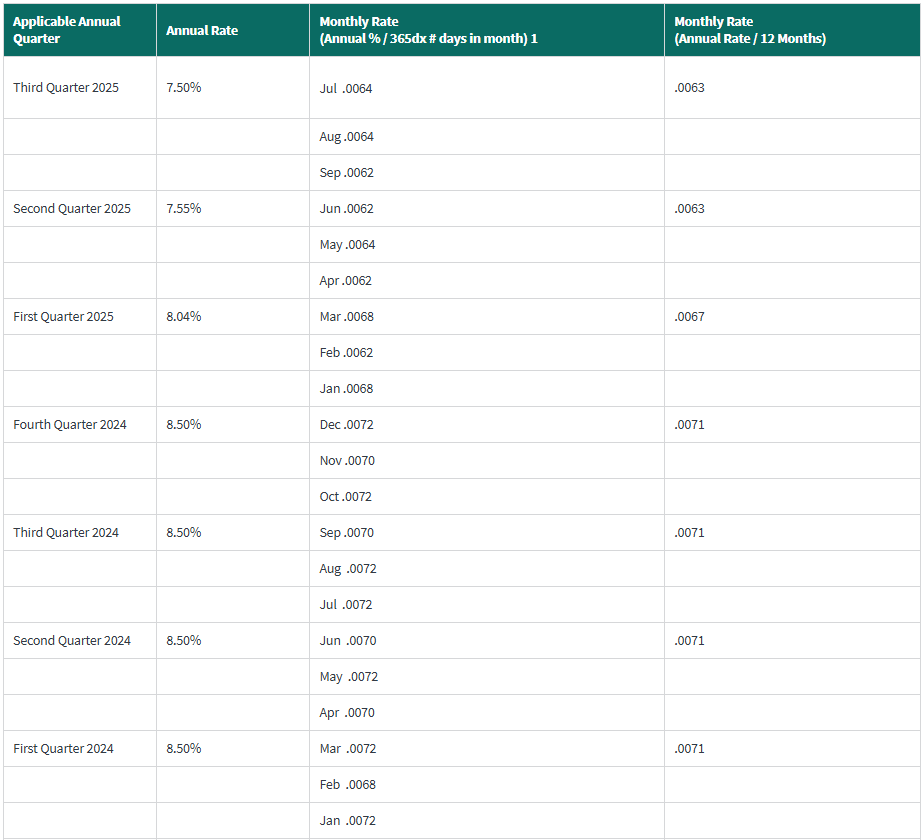 Applicable Annual
Quarter
Annual Rate
Monthly Rate
(Annual % / 365dx # days in month) 1
Monthly Rate
(Annual Rate / 12 Months)
Third Quarter 2025 7.50% Jul .0064 .0063
Aug .0064
Sep .0062
Second Quarter 2025 7.55% Jun .0062 .0063
May .0064
Apr .0062
First Quarter 2025 8.04% Mar .0068 .0067
Feb .0062
Jan .0068
Fourth Quarter 2024 8.50% Dec .0072 .0071
Nov .0070
Oct .0072
Third Quarter 2024 8.50% Sep .0070 .0071
Aug .0072
Jul .0072
Second Quarter 2024 8.50% Jun .0070 .0071
May .0072
Apr .0070
First Quarter 2024 8.50% Mar .0072 .0071
Feb .0068
Jan .0072